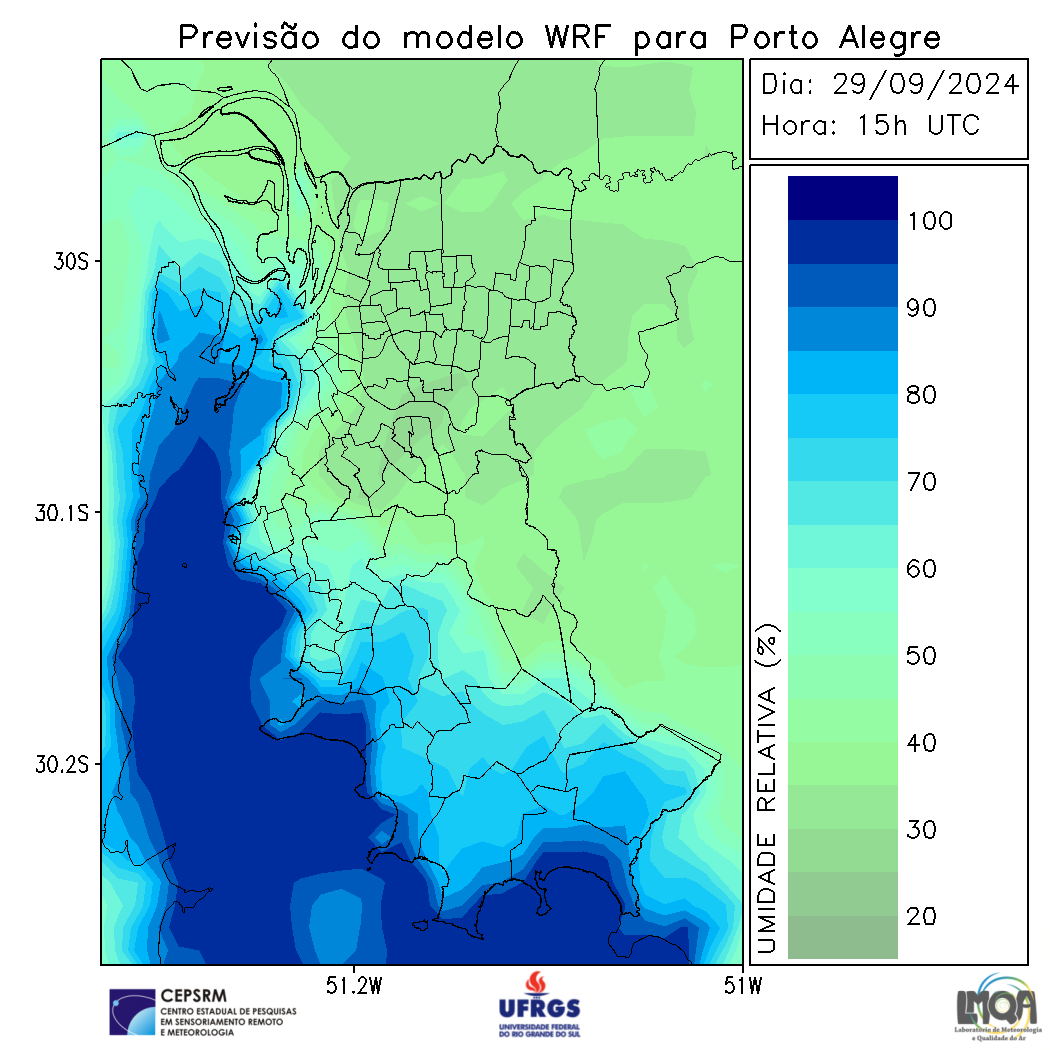 Previsão do modelo WRF para Porto Alegre
Dia: 29/09/2024
Hora: 15h UTC
30S
30.1S
30.2S
51.2W
51W
100
90
80
70
60
50
40
30
20
UMIDADE RELATIVA (%)
CEPSRM
CENTRO ESTADUAL DE PESQUISAS
EM SENSORIAMENTO REMOTO
E METEOROLOGIA
UFRGS
UNIVERSIDADE FEDERAL
DO RIO GRANDE DO SUL
LMQA
Laboratório de Meteorologia
e Qualidade do Ar